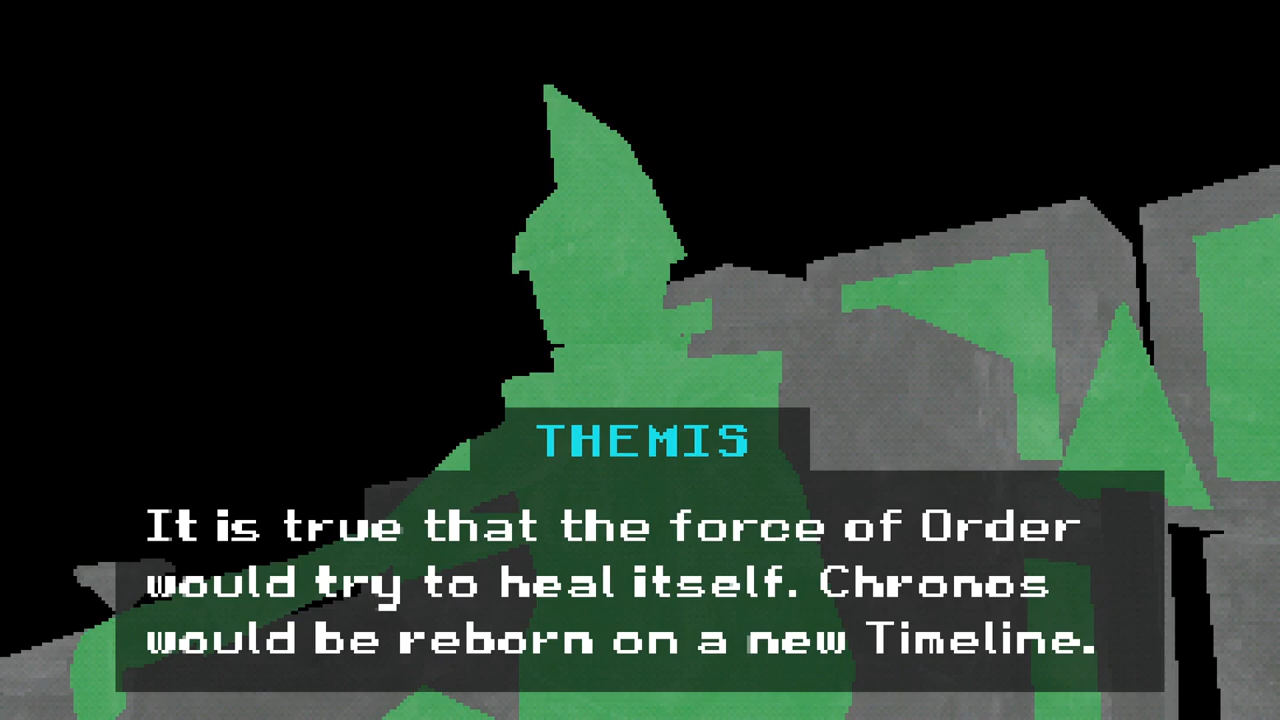 THEMIS
It is true that the force of Order
would try to heal itself. Chronos
would be reborn on a new Timeline.